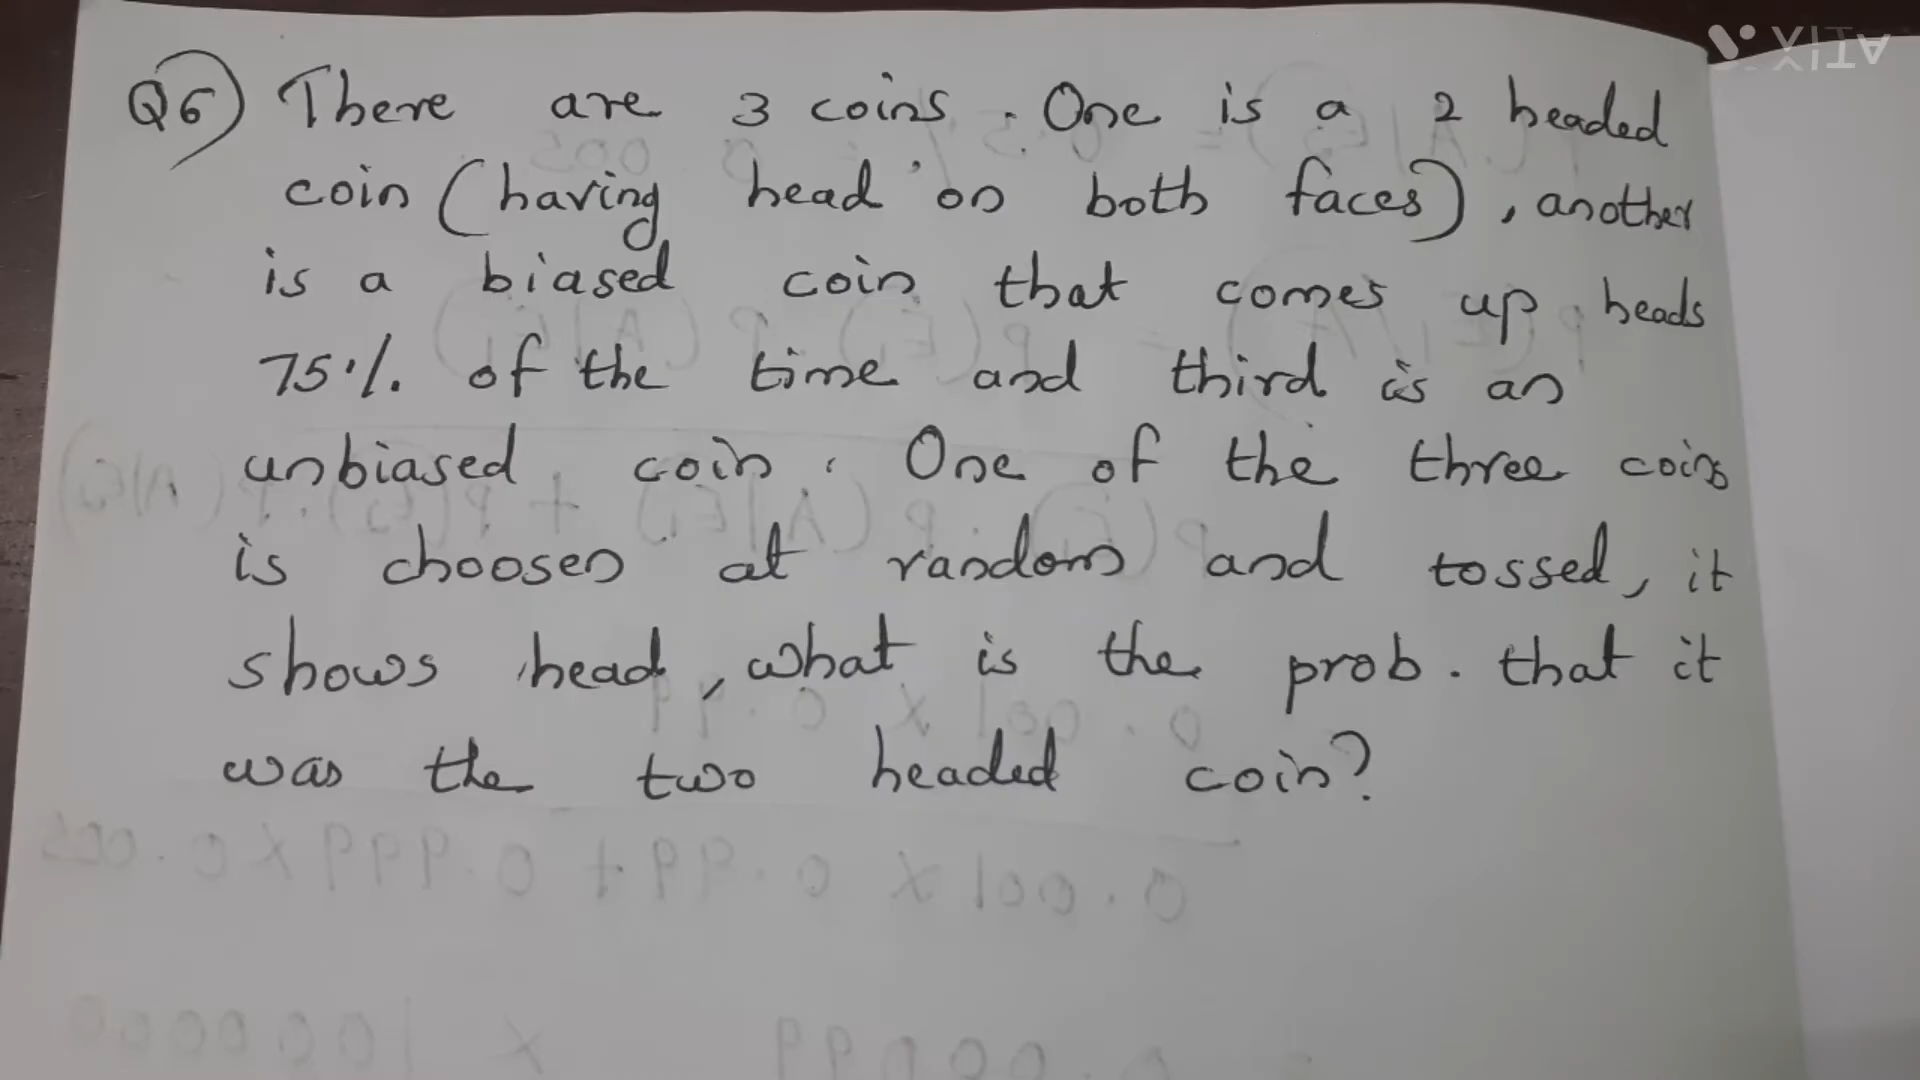 Q6) There are 3 coins. One is a 2 headed
coin (having head on both faces), another
is a biased coin that comes up heads
75% of the time and third is an
unbiased coin. One of the three coins
is choosen at random and tossed, it
shows head, what is the prob. that it
was the two headed coin?